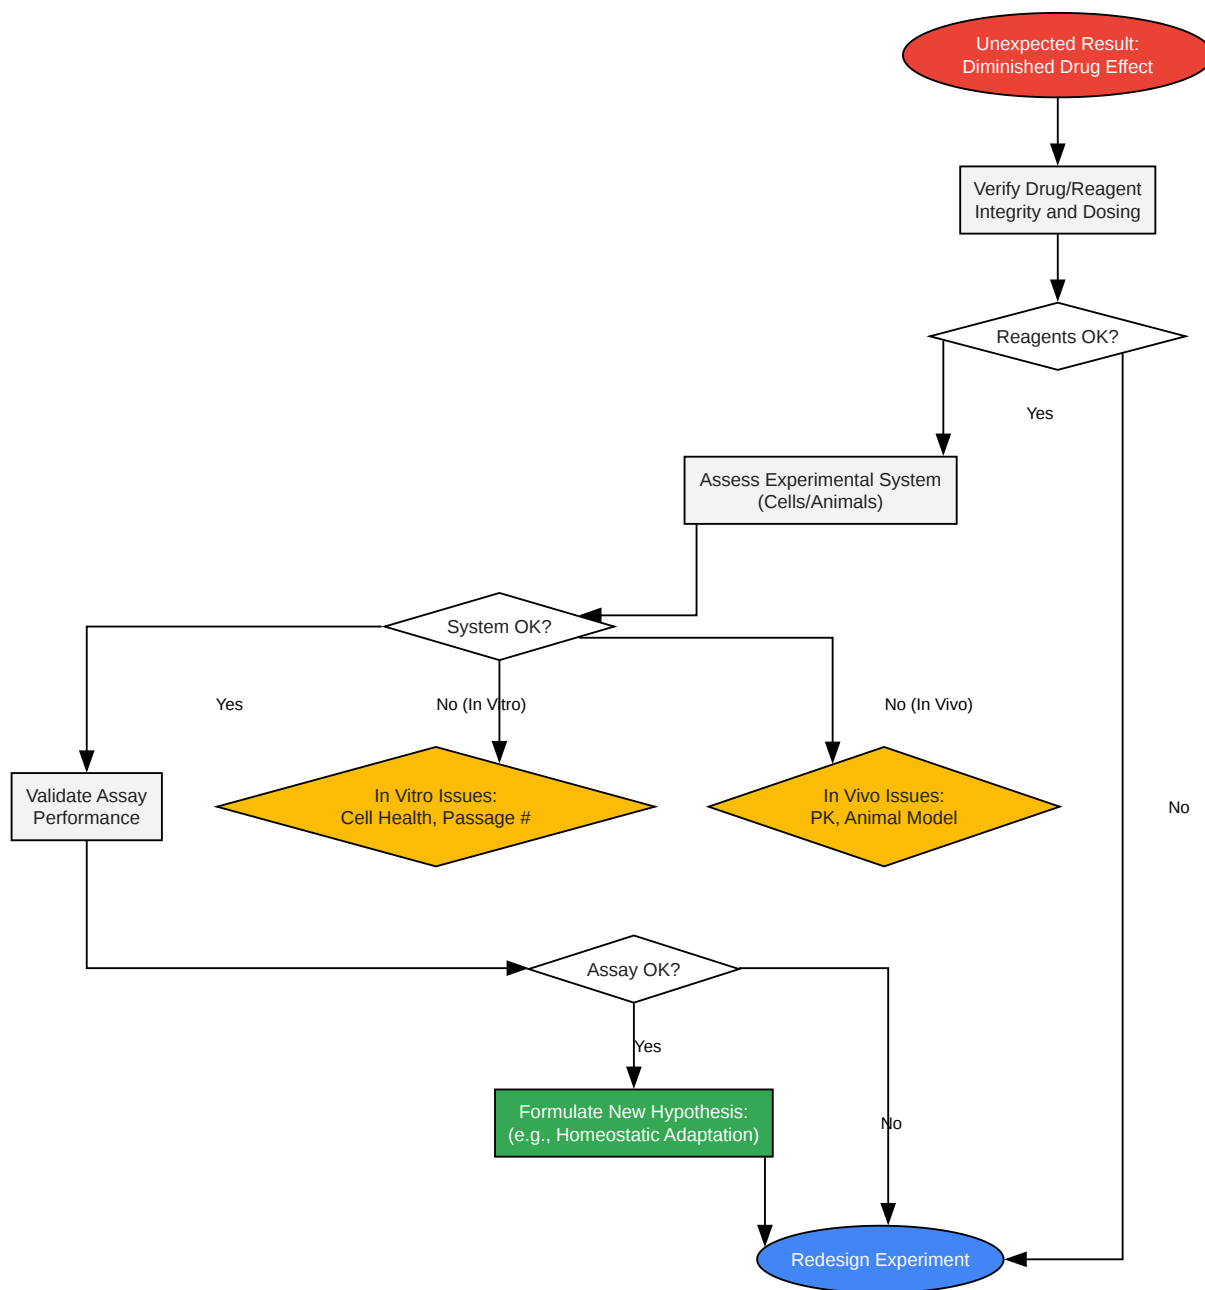 Unexpected Result:
Diminished Drug Effect
Verify Drug/Reagent
Integrity and Dosing
Reagents OK?
Yes
Assess Experimental System
(Cells/Animals)
System OK?
Yes
No (In Vitro)
No (In Vivo)
Validate Assay
Performance
In Vitro Issues:
Cell Health, Passage #
In Vivo Issues:
PK, Animal Model
No
Assay OK?
Yes
Formulate New Hypothesis:
(e.g., Homeostatic Adaptation)
No
Redesign Experiment